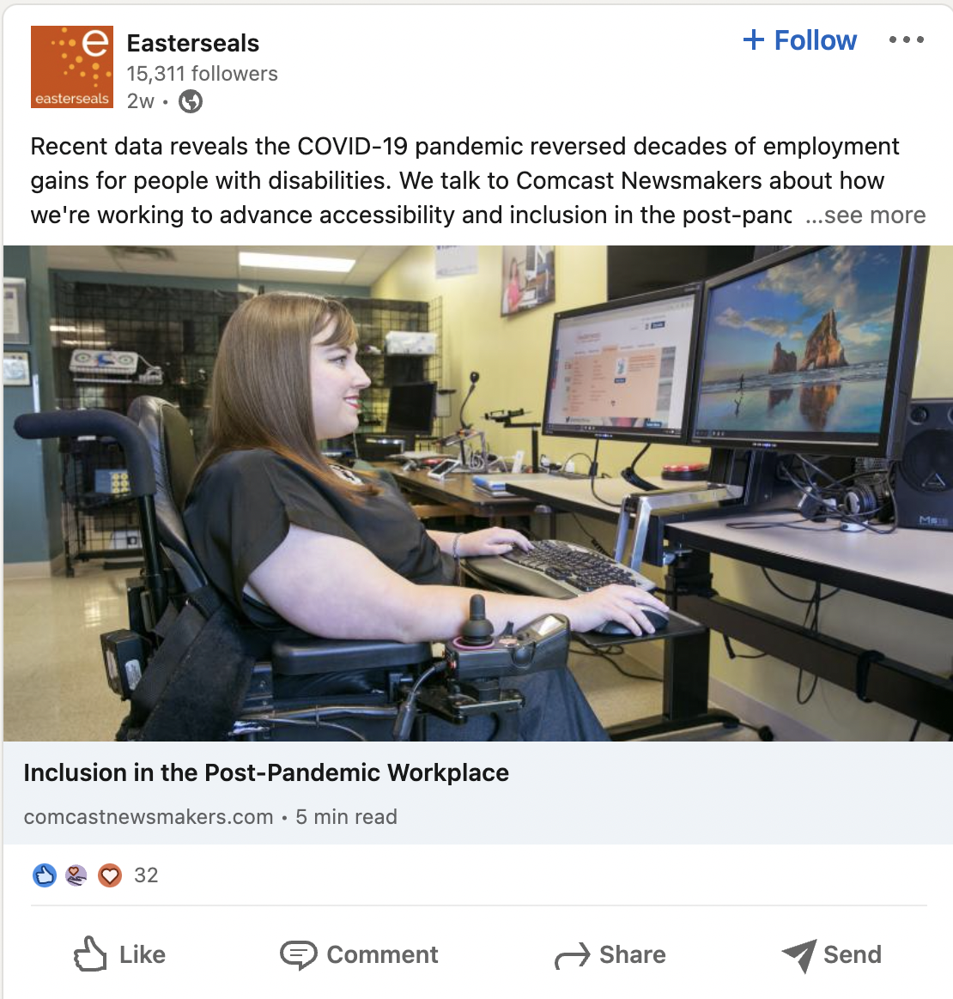 e
easterseals
Easterseals
15,311 followers
2w •
+ Follow
Recent data reveals the COVID-19 pandemic reversed decades of employment
gains for people with disabilities. We talk to Comcast Newsmakers about how
we're working to advance accessibility and inclusion in the post-panc ...see more
Inclusion in the Post-Pandemic Workplace
comcastnewsmakers.com • 5 min read
32
Like
Comment
Share
Send